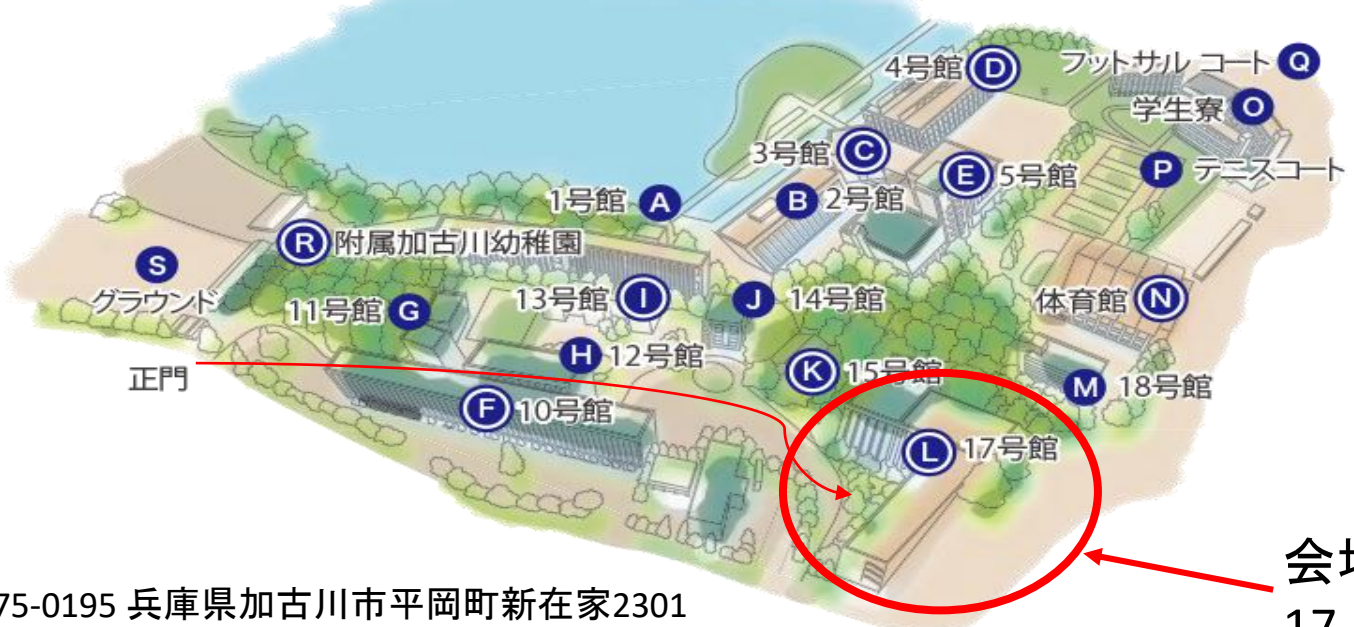 4号館 D
フットサル コート Q
学生寮 O
3号館 C
P テニスコート
E 5号館
1号館 A
B 2号館
R 附属加古川幼稚園
S
グラウンド
11号館 G
13号館 I
J 14号館
体育館 N
H 12号館
正門
K 15号館
M 18号館
F 10号館
L 17号館
75-0195 兵庫県加古川市平岡町新在家2301
会
17